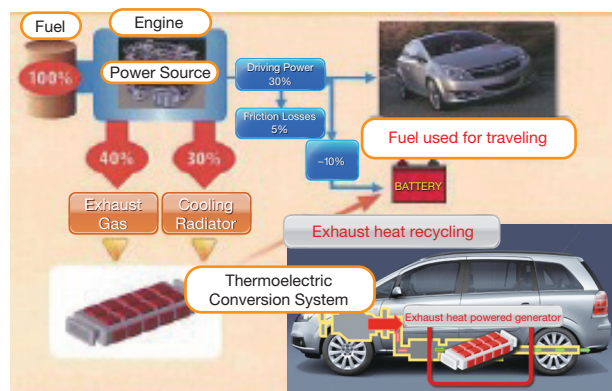 Fuel
Engine
100%
Power Source
Driving Power
30%
Friction Losses
5%
Fuel used for traveling
40%
30%
~10%
BATTERY
Exhaust
Gas
Cooling
Radiator
Exhaust heat recycling
Thermoelectric
Conversion System
Exhaust heat powered generator